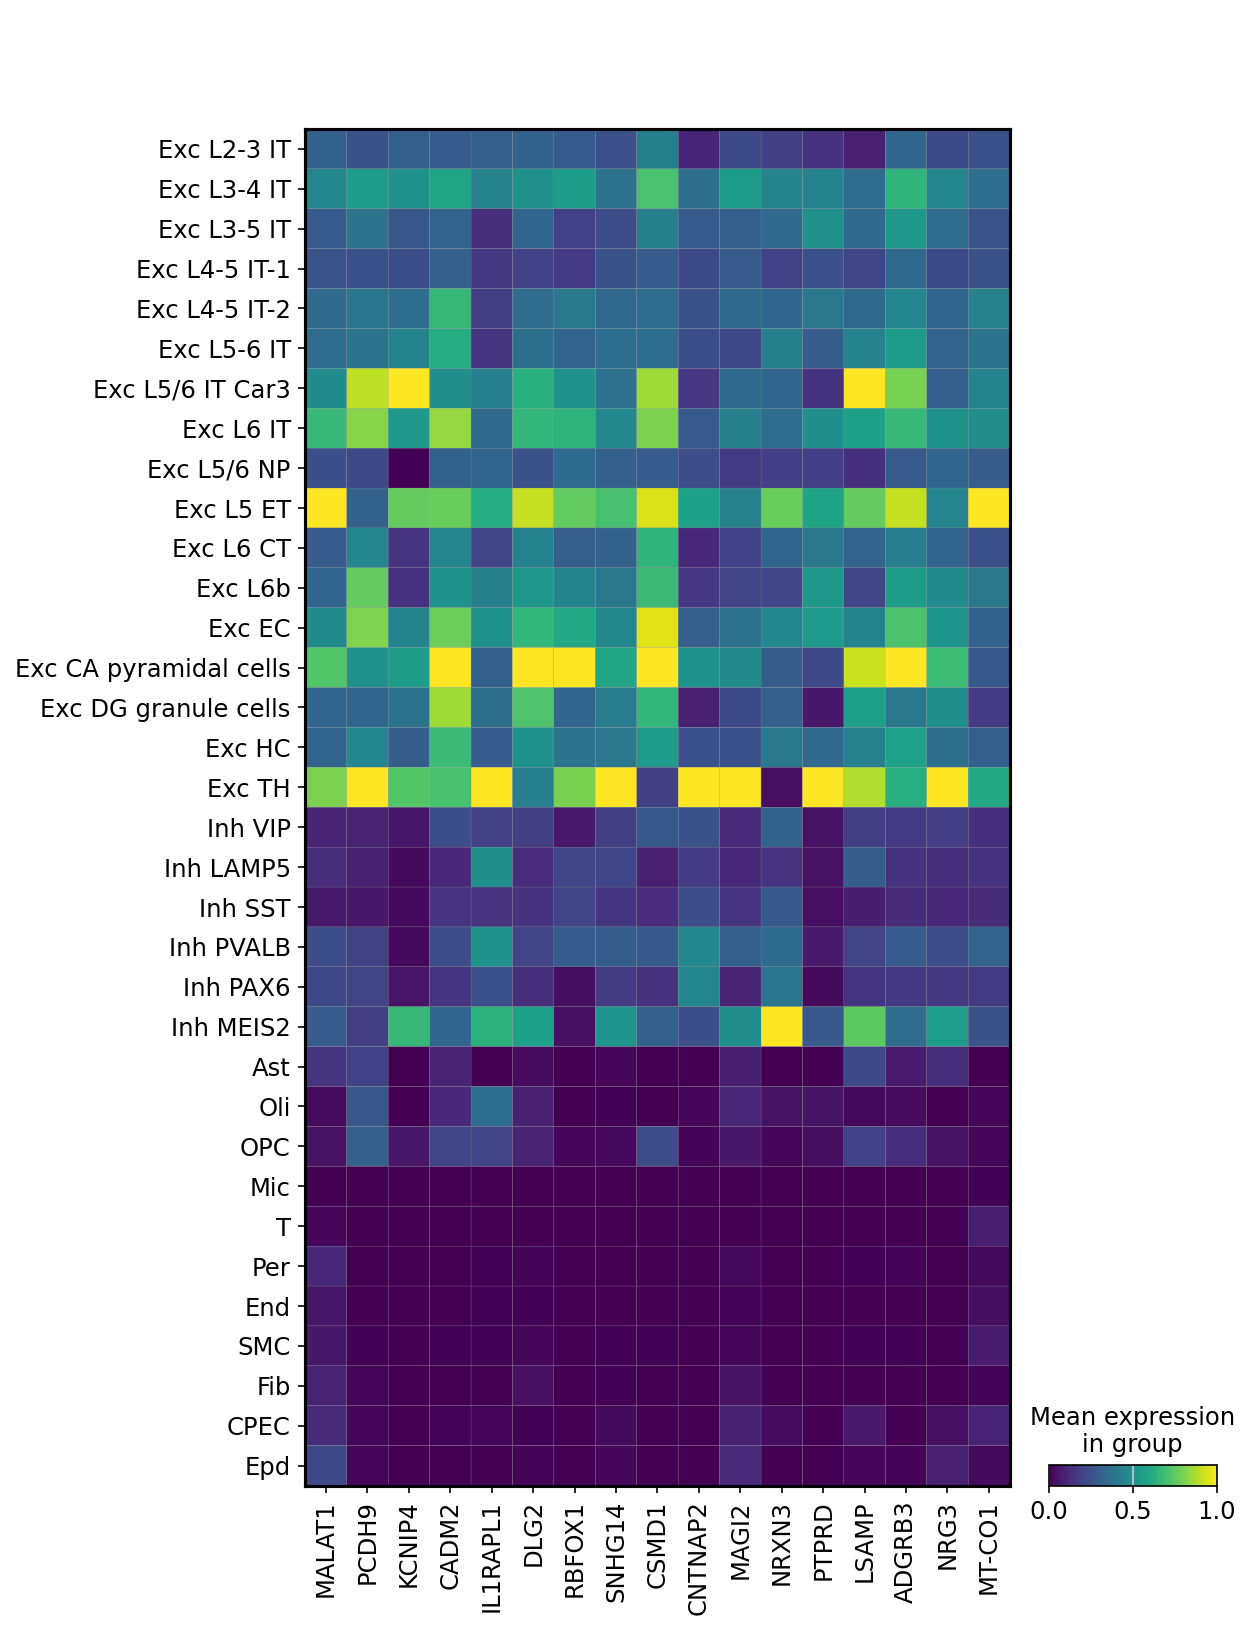 Exc L2-3 IT
Exc L3-4 IT
Exc L3-5 IT
Exc L4-5 IT-1
Exc L4-5 IT-2
Exc L5-6 IT
Exc L5/6 IT Car3
Exc L6 IT
Exc L5/6 NP
Exc L5 ET
Exc L6 CT
Exc L6b
Exc EC
Exc CA pyramidal cells
Exc DG granule cells
Exc HC
Exc TH
Inh VIP
Inh LAMP5
Inh SST
Inh PVALB
Inh PAX6
Inh MEIS2
Ast
Oli
OPC
Mic
T
Per
End
SMC
Fib
CPEC
Epd
MALAT1
PCDH9
KCNIP4
CADM2
IL1RAPL1
DLG2
RBFOX1
SNHG14
CSMD1
CNTNAP2
MAGI2
NRXN3
PTPRD
LSAMP
ADGRB3
NRG3
MT-CO1
Mean expression
in group
0.0 0.5 1.0